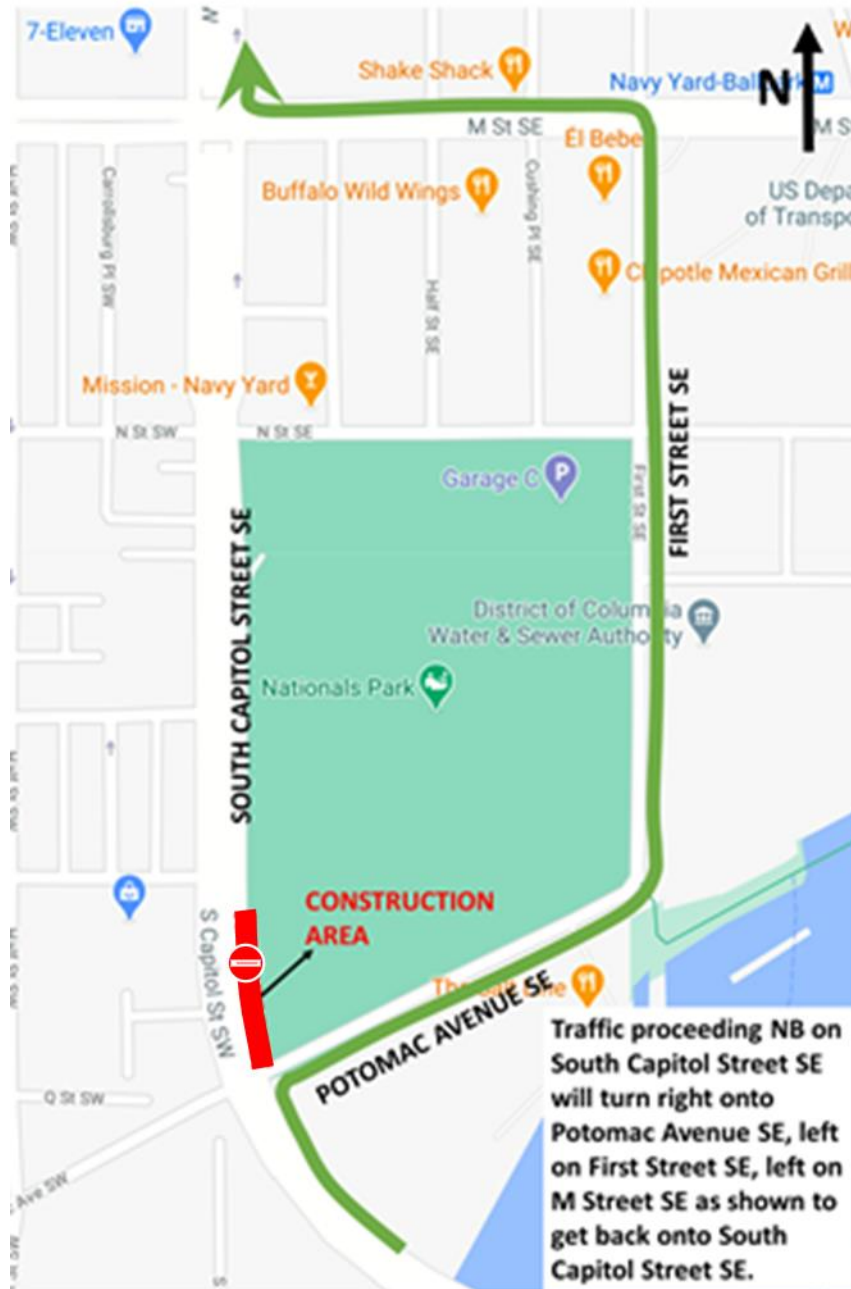 7-Eleven
N
Shake Shack
Navy Yard-Ball
N
M St SE
M S
Él Bebe
Buffalo Wild Wings
Cushing Pl SE
US Depa
of Transpo
Carrollsburg Pl SW
Half St SE
Chipotle Mexican Grill
Mission - Navy Yard
FIRST STREET SE
N St SW
N St SE
Garage C
P
First St SE
SOUTH CAPITOL STREET SE
District of Columbia
Water & Sewer Authority
Nationals Park
CONSTRUCTION
AREA
S Capitol St SW
POTOMAC AVENUE SE
Q St SW
Ave SW
Traffic proceeding NB on
South Capitol Street SE
will turn right onto
Potomac Avenue SE, left
on First Street SE, left on
M Street SE as shown to
get back onto South
Capitol Street SE.